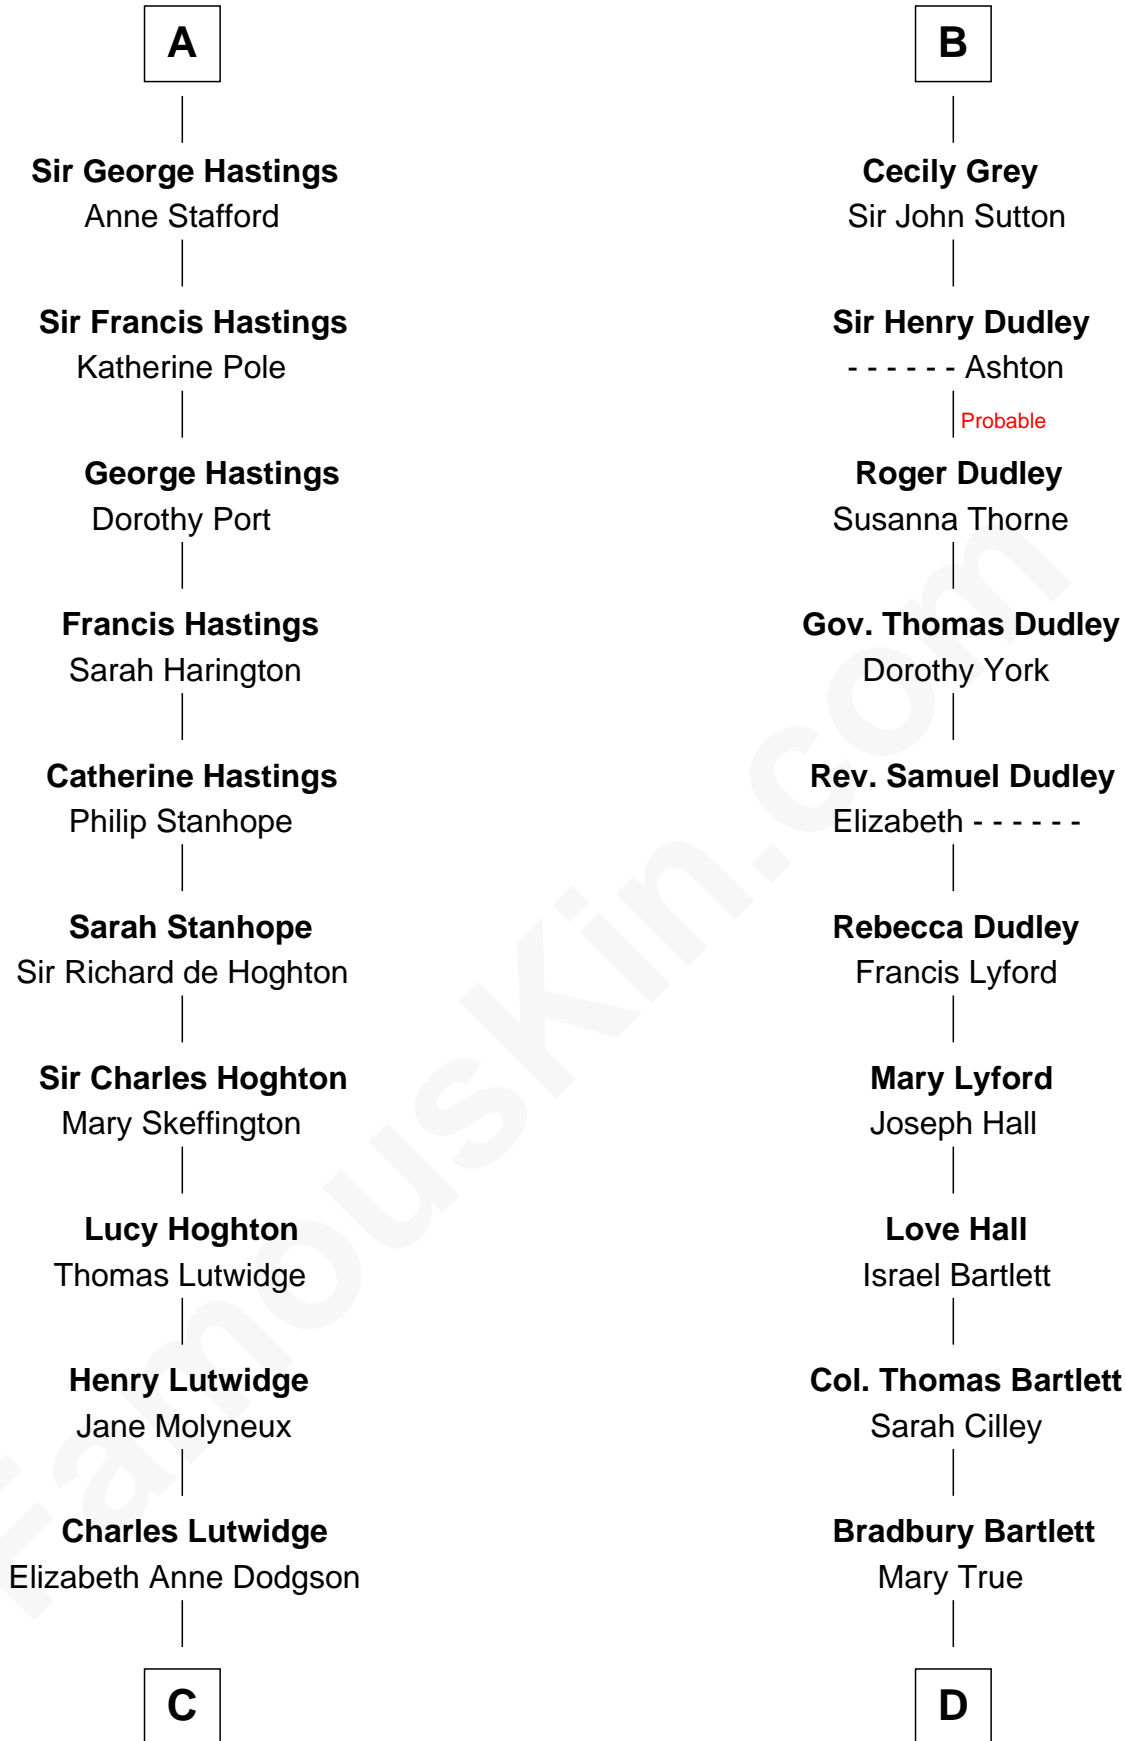 A
Sir George Hastings
Anne Stafford
Sir Francis Hastings
Katherine Pole
George Hastings
Dorothy Port
Francis Hastings
Sarah Harington
Catherine Hastings
Philip Stanhope
Sarah Stanhope
Sir Richard de Hoghton
Sir Charles Hoghton
Mary Skeffington
Lucy Hoghton
Thomas Lutwidge
Henry Lutwidge
Jane Molyneux
Charles Lutwidge
Elizabeth Anne Dodgson
C
B
Cecily Grey
Sir John Sutton
Sir Henry Dudley
- - - - - - Ashton
Probable
Roger Dudley
Susanna Thorne
Gov. Thomas Dudley
Dorothy York
Rev. Samuel Dudley
Elizabeth - - - - - -
Rebecca Dudley
Francis Lyford
Mary Lyford
Joseph Hall
Love Hall
Israel Bartlett
Col. Thomas Bartlett
Sarah Cilley
Bradbury Bartlett
Mary True
D
FamousKin.com